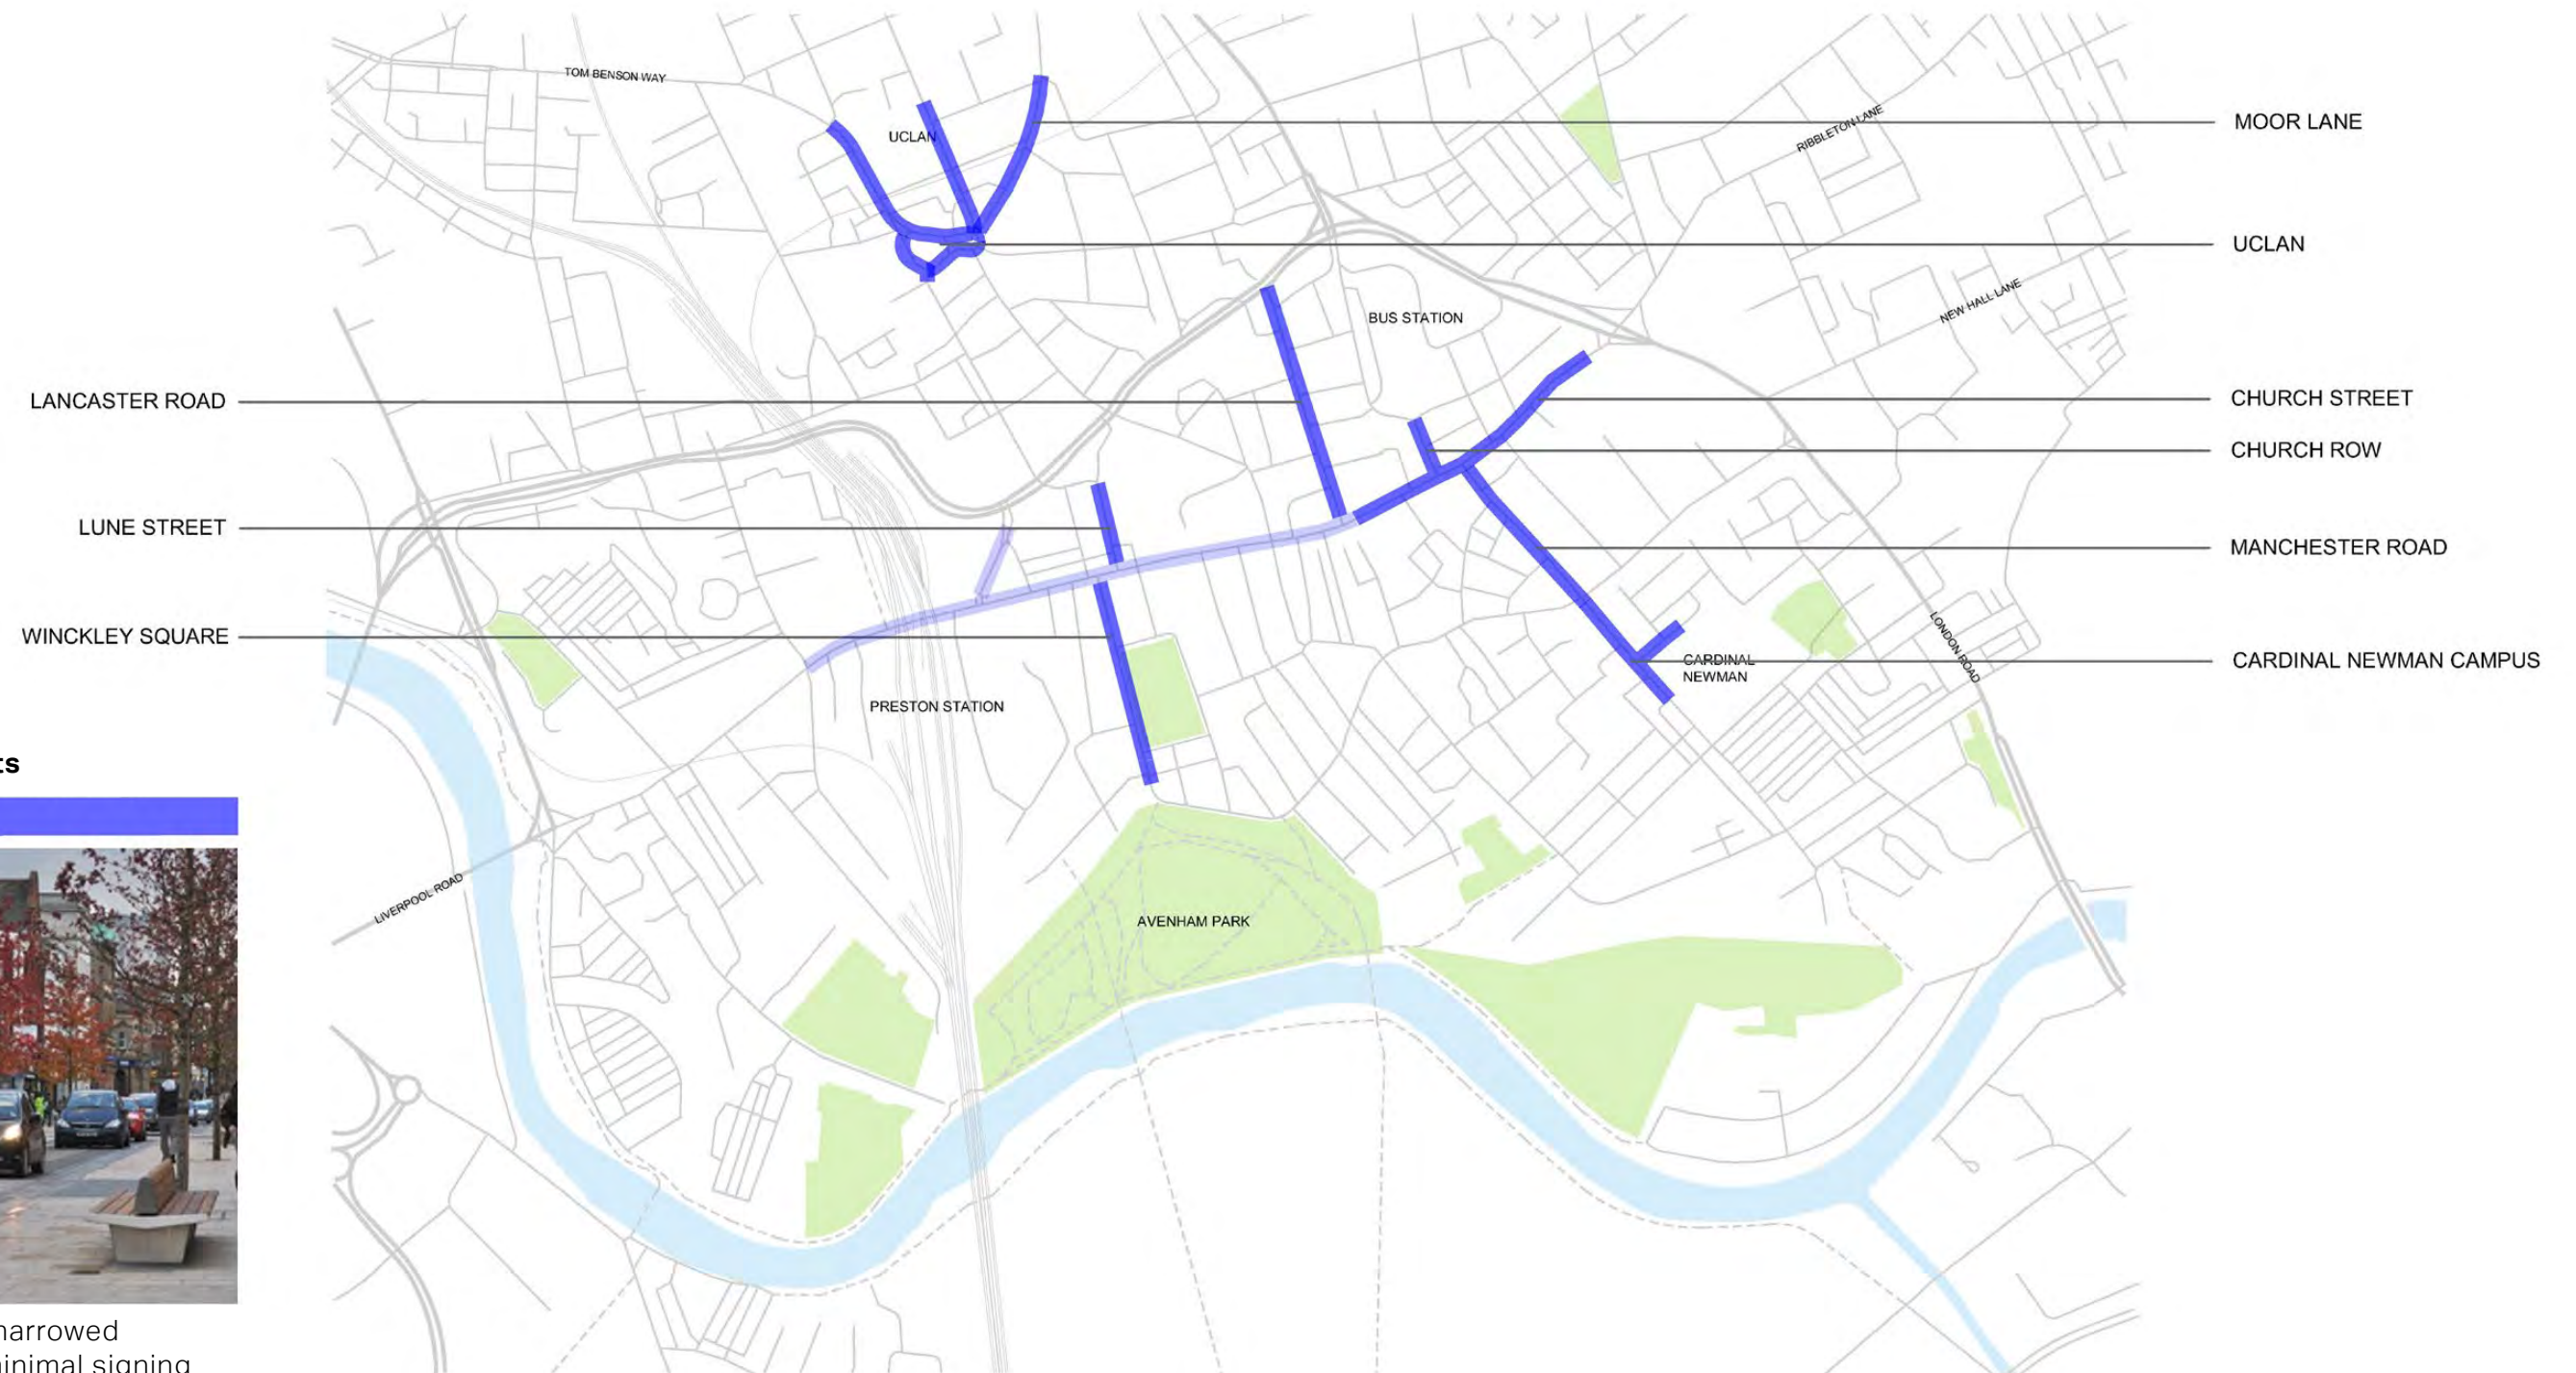 TOM BENSON WAY
UCLAN
RIBBLETON LANE
MOOR LANE
UCLAN
NEW HALL LANE
BUS STATION
LANCASTER ROAD
CHURCH STREET
CHURCH ROW
LUNE STREET
MANCHESTER ROAD
WINCKLEY SQUARE
LONDON ROAD
CARDINAL
NEWMAN
CARDINAL NEWMAN CAMPUS
PRESTON STATION
ts
LIVERPOOL ROAD
AVENHAM PARK
narrowed
minimal signing